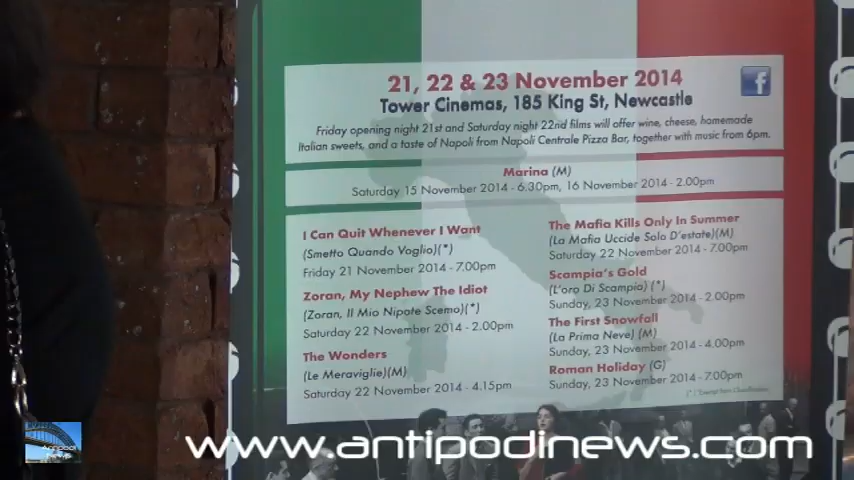 21, 22 & 23 November 2014
Tower Cinemas, 185 King St, Newcastle
Friday opening night 21st and Saturday night 22nd films will offer wine, cheese, homemade
Italian sweets, and a taste of Napoli from Napoli Centrale Pizza Bar, together with music from 6pm.
Marina (M)
Saturday 15 November 2014 - 6.30pm, 16 November 2014 - 2.00pm
I Can Quit Whenever I Want
(Smetto Quando Voglio)(*)
Friday 21 November 2014 - 7.00pm
Zoran, My Nephew The Idiot
(Zoran, Il Mio Nipote Scemo)(*)
Saturday 22 November 2014 - 2.00pm
The Wonders
(Le Meraviglie)(M)
Saturday 22 November 2014 - 4.15pm
The Mafia Kills Only In Summer
(La Mafia Uccide Solo D'estate)(M)
Saturday 22 November 2014 - 7.00pm
Scampia's Gold
(L'oro Di Scampia) (*)
Sunday, 23 November 2014 - 2.00pm
The First Snowfall
(La Prima Neve) (M)
Sunday, 23 November 2014 - 4.00pm
Roman Holiday (G)
Sunday, 23 November 2014 - 7.00pm
Antipodi
News
www.antipodinews.com